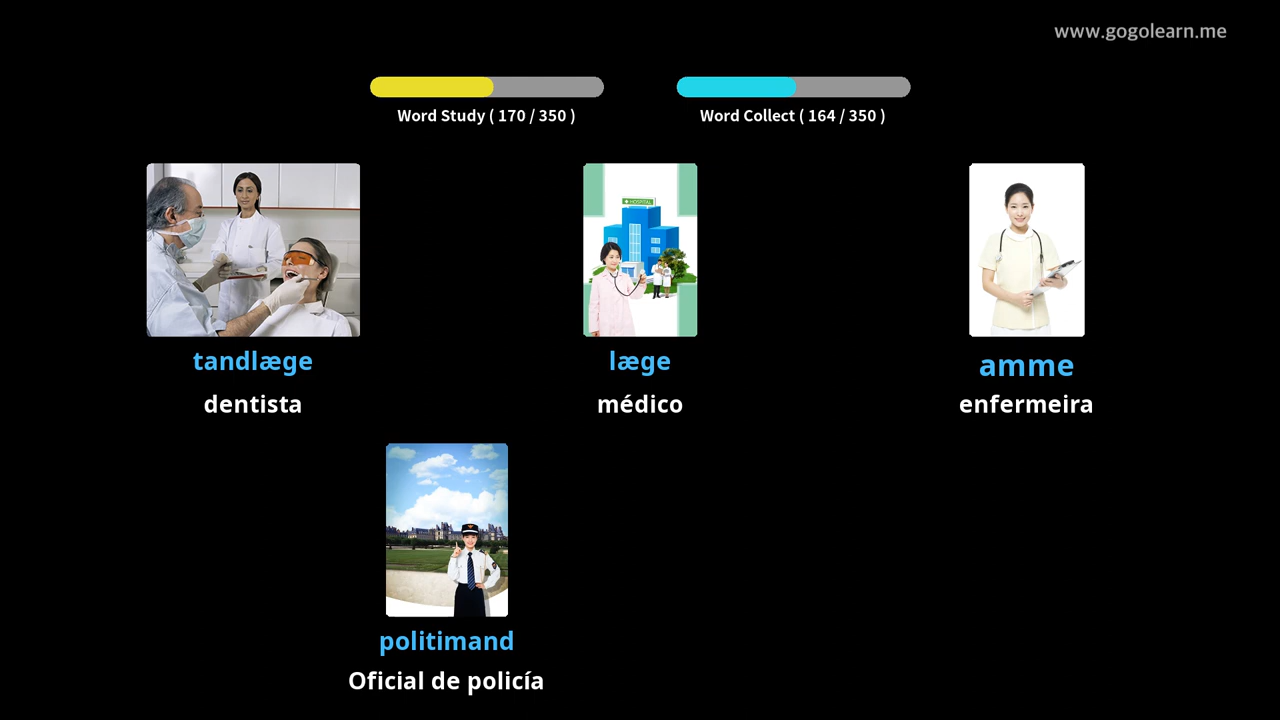 www.gogolearn.me
Word Study ( 170 / 350 )
Word Collect ( 164 / 350 )
HOSPITAL
tandlæge
læge
amme
dentista
médico
enfermeira
politimand
Oficial de policía